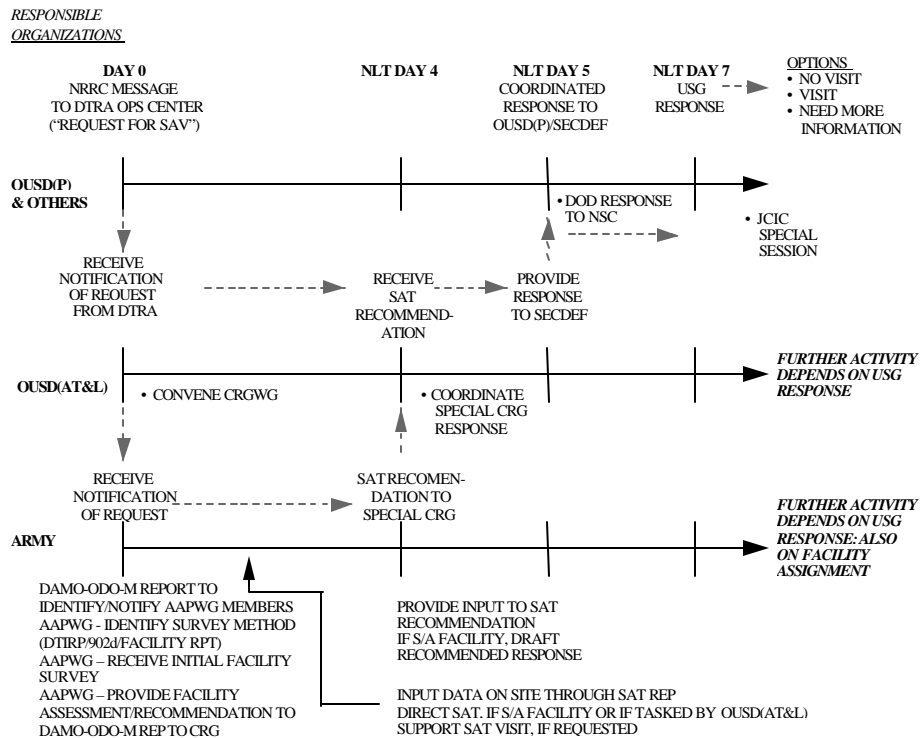 RESPONSIBLE
ORGANIZATIONS
DAY 0
NRRC MESSAGE
TO DTRA OPS CENTER
(“REQUEST FOR SAV”)
NLT DAY 4
NLT DAY 5
COORDINATED
RESPONSE TO
OUSD(P)/SECDEF
NLT DAY 7
USG
RESPONSE
OPTIONS
• NO VISIT
• VISIT
• NEED MORE
INFORMATION
OUSD(P)
& OTHERS
• DOD RESPONSE
TO NSC
• JCIC
SPECIAL
SESSION
RECEIVE
NOTIFICATION
OF REQUEST
FROM DTRA
RECEIVE
SAT
RECOMMEND-
ATION
PROVIDE
RESPONSE
TO SECDEF
OUSD(AT&L)
• CONVENE CRGWG
• COORDINATE
SPECIAL CRG
RESPONSE
FURTHER ACTIVITY
DEPENDS ON USG
RESPONSE
RECEIVE
NOTIFICATION
OF REQUEST
SAT RECOMEN-
DATION TO
SPECIAL CRG
ARMY
FURTHER ACTIVITY
DEPENDS ON USG
RESPONSE: ALSO
ON FACILITY
ASSIGNMENT
DAMO-ODO-M REPORT TO
IDENTIFY/NOTIFY AAPWG MEMBERS
AAPWG - IDENTIFY SURVEY METHOD
(DTIRP/902d/FACILITY RPT)
AAPWG – RECEIVE INITIAL FACILITY
SURVEY
AAPWG – PROVIDE FACILITY
ASSESSMENT/RECOMMENDATION TO
DAMO-ODO-M REP TO CRG
PROVIDE INPUT TO SAT
RECOMMENDATION
IF S/A FACILITY, DRAFT
RECOMMENDED RESPONSE
INPUT DATA ON SITE THROUGH SAT REP
DIRECT SAT. IF S/A FACILITY OR IF TASKED BY OUSD(AT&L)
SUPPORT SAT VISIT, IF REQUESTED